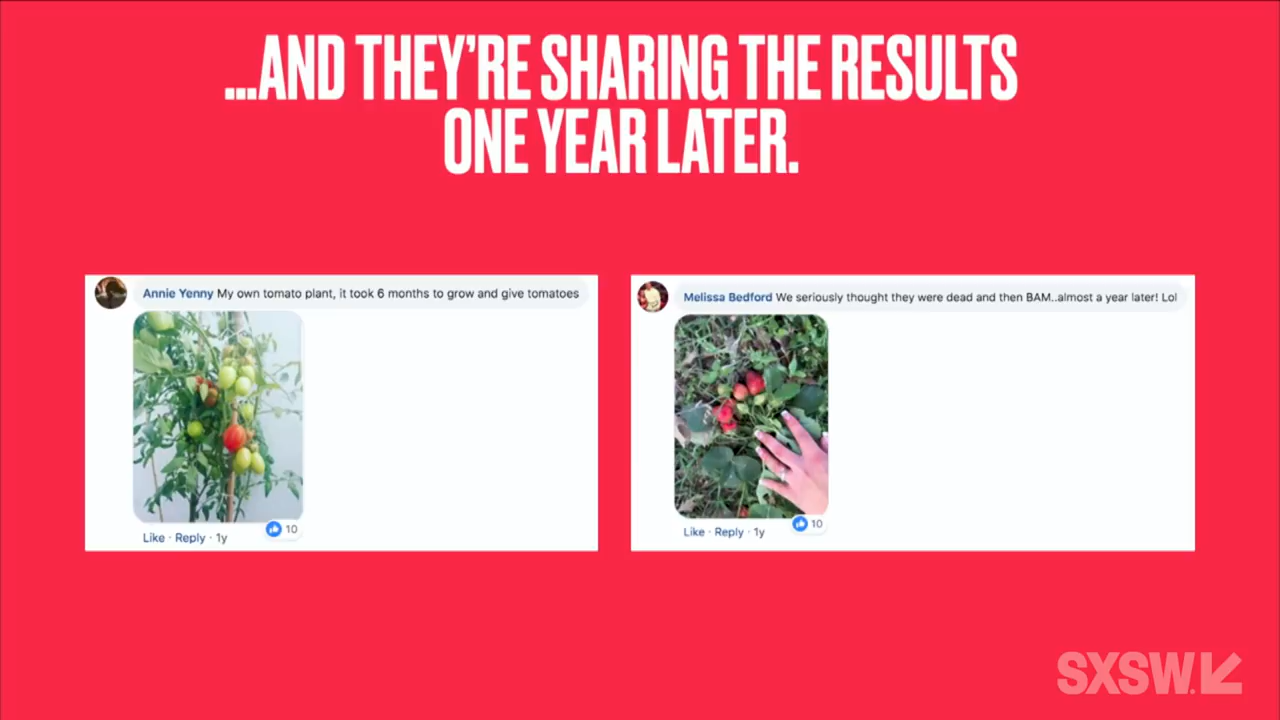 ...AND THEY'RE SHARING THE RESULTS
ONE YEAR LATER.
Annie Yenny My own tomato plant, it took 6 months to grow and give tomatoes
10
Like · Reply · 1y
Melissa Bedford We seriously thought they were dead and then BAM..almost a year later! Lol
10
Like · Reply · 1y
SXSW.